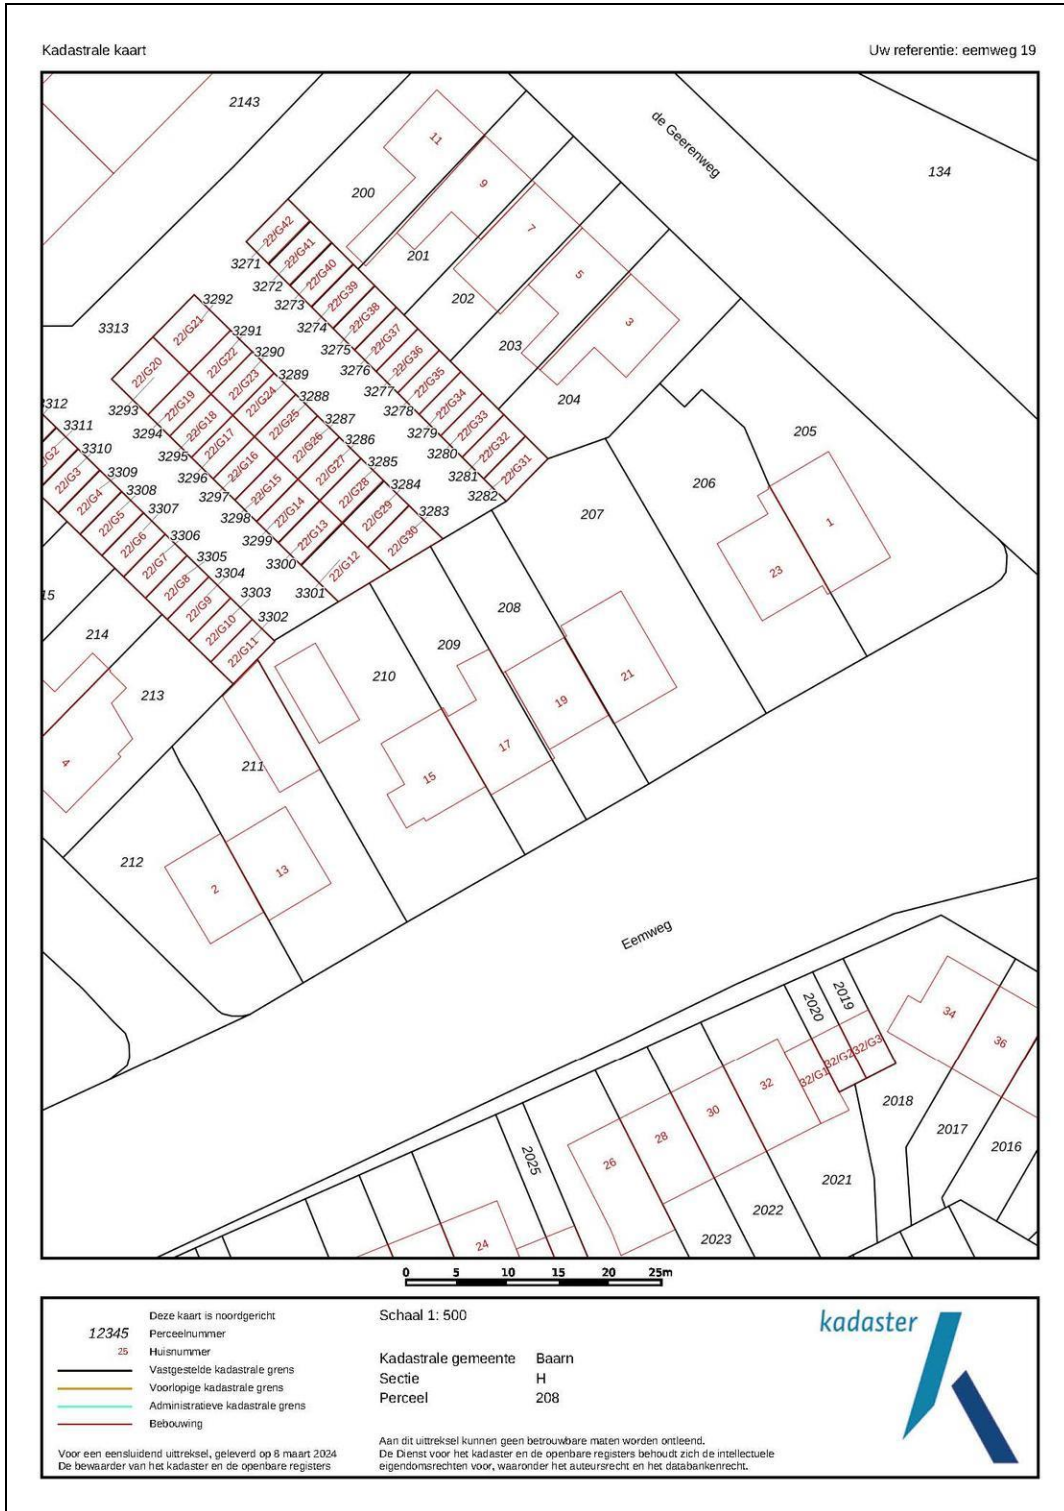 Kadastrale kaart
Uw referentie: eemweg 19
2143
de Geerenweg
134
11
9
7
5
3
200
201
202
203
204
205
206
207
208
209
210
211
212
213
214
15
22/G42
22/G41
22/G40
22/G39
22/G38
22/G37
22/G36
22/G35
22/G34
22/G33
22/G32
22/G31
3271
3272
3273
3274
3275
3276
3277
3278
3279
3280
3281
3282
3292
3291
3290
3289
3288
3287
3286
3285
3284
3283
3313
22/G21
22/G22
22/G23
22/G24
22/G25
22/G26
22/G27
22/G28
22/G29
22/G30
22/G20
22/G19
22/G18
22/G17
22/G16
22/G15
22/G14
22/G13
22/G12
3293
3294
3295
3296
3297
3298
3299
3300
3301
3312
3311
3310
3309
3308
3307
3306
3305
3304
3303
3302
/G2
22/G3
22/G4
22/G5
22/G6
22/G7
22/G8
22/G9
22/G10
22/G11
1
23
21
19
17
15
13
2
4
Eemweg
2019
2020
34
36
32/G3
32/G2
32/G1
32
30
28
26
24
2025
2018
2017
2016
2021
2022
2023
0 5 10 15 20 25m
Deze kaart is noordgericht
12345 Perceelnummer
25 Huisnummer
Vastgestelde kadastrale grens
Voorlopige kadastrale grens
Administratieve kadastrale grens
Bebouwing
Voor een eensluidend uittreksel, geleverd op 8 maart 2024
De bewaarder van het kadaster en de openbare registers
Schaal 1: 500
Kadastrale gemeente Baarn
Sectie H
Perceel 208
Aan dit uittreksel kunnen geen betrouwbare maten worden ontleend.
De Dienst voor het kadaster en de openbare registers behoudt zich de intellectuele
eigendomsrechten voor, waaronder het auteursrecht en het databankenrecht.
kadaster